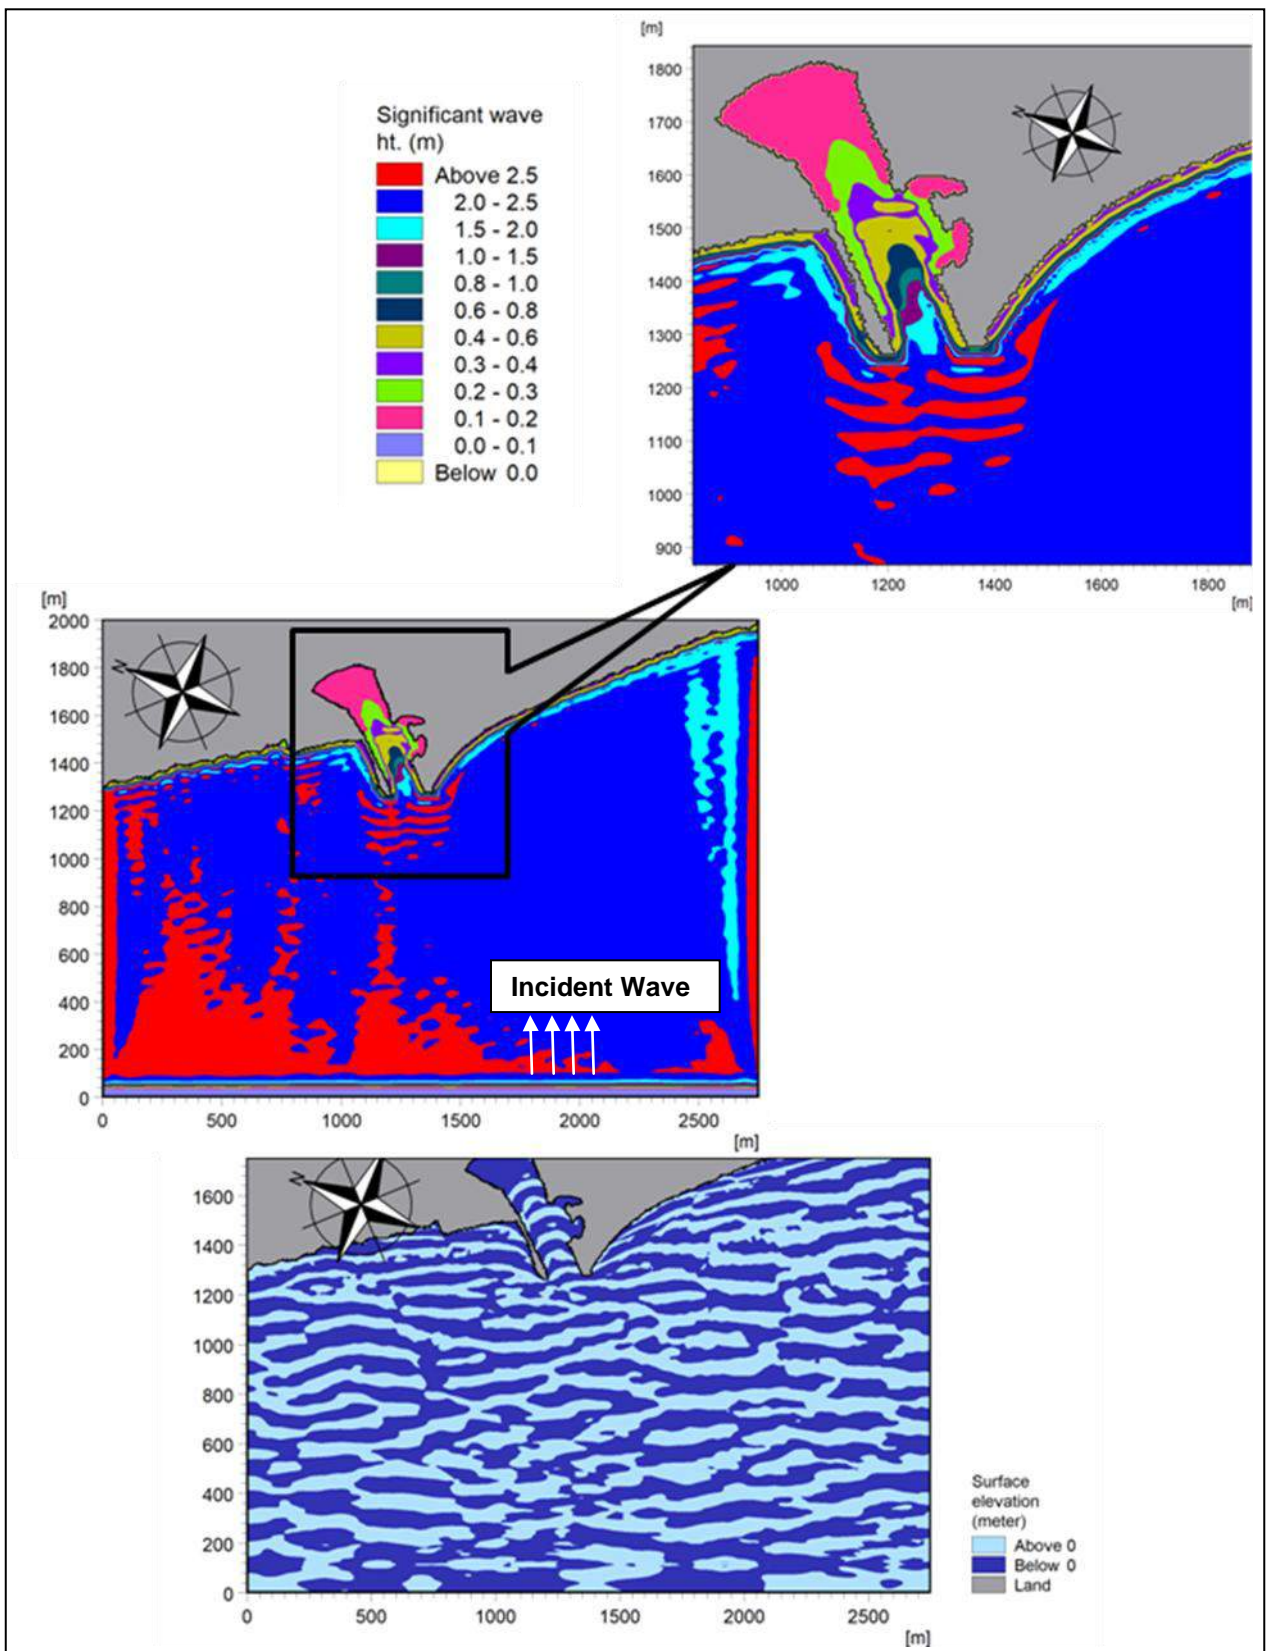 [m]
1800
1700
1600
1500
1400
1300
1200
1100
1000
900
1000 1200 1400 1600 1800
[m]
N
Significant wave
ht. (m)
Above 2.5
2.0 - 2.5
1.5 - 2.0
1.0 - 1.5
0.8 - 1.0
0.6 - 0.8
0.4 - 0.6
0.3 - 0.4
0.2 - 0.3
0.1 - 0.2
0.0 - 0.1
Below 0.0
[m]
2000
1800
1600
1400
1200
1000
800
600
400
200
0
N
Incident Wave
0 500 1000 1500 2000 2500
[m]
N
1600
1400
1200
1000
800
600
400
200
0
0 500 1000 1500 2000 2500
[m]
Surface
elevation
(meter)
Above 0
Below 0
Land